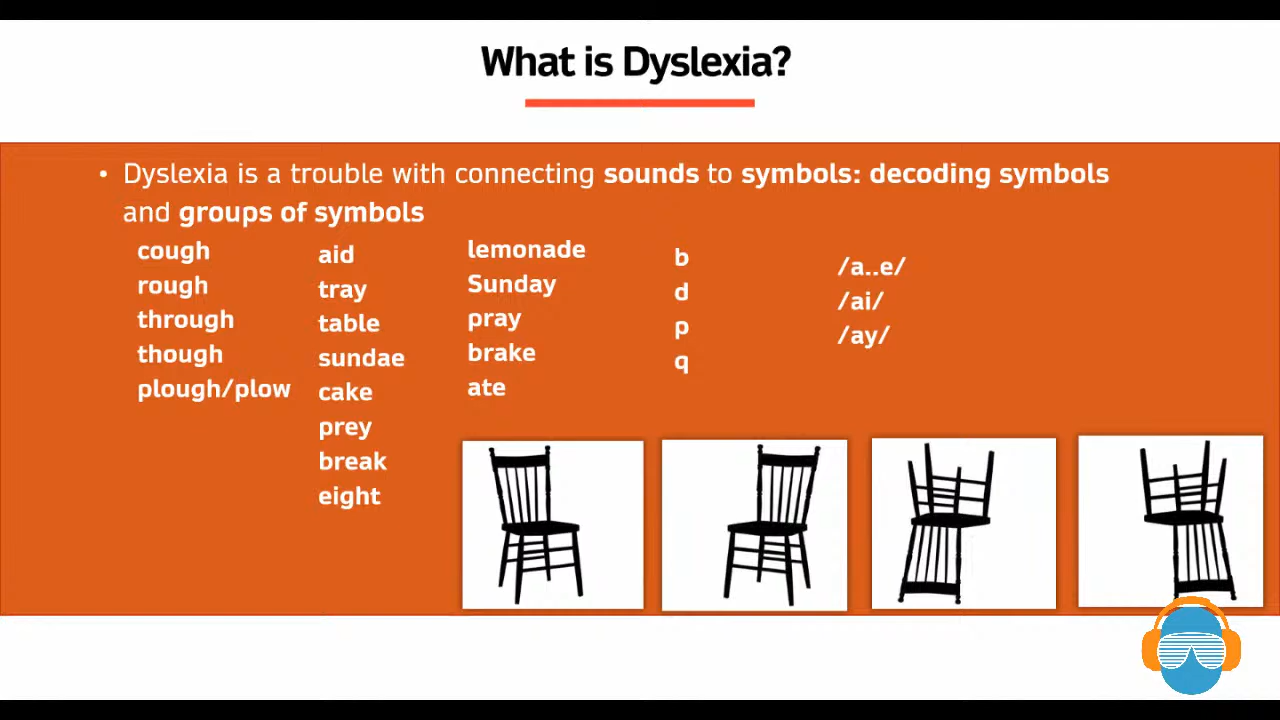 What is Dyslexia?
• Dyslexia is a trouble with connecting sounds to symbols: decoding symbols
and groups of symbols
cough
rough
through
though
plough/plow
aid
tray
table
sundae
cake
prey
break
eight
lemonade
Sunday
pray
brake
ate
b
d
p
q
/a..e/
/ai/
/ay/